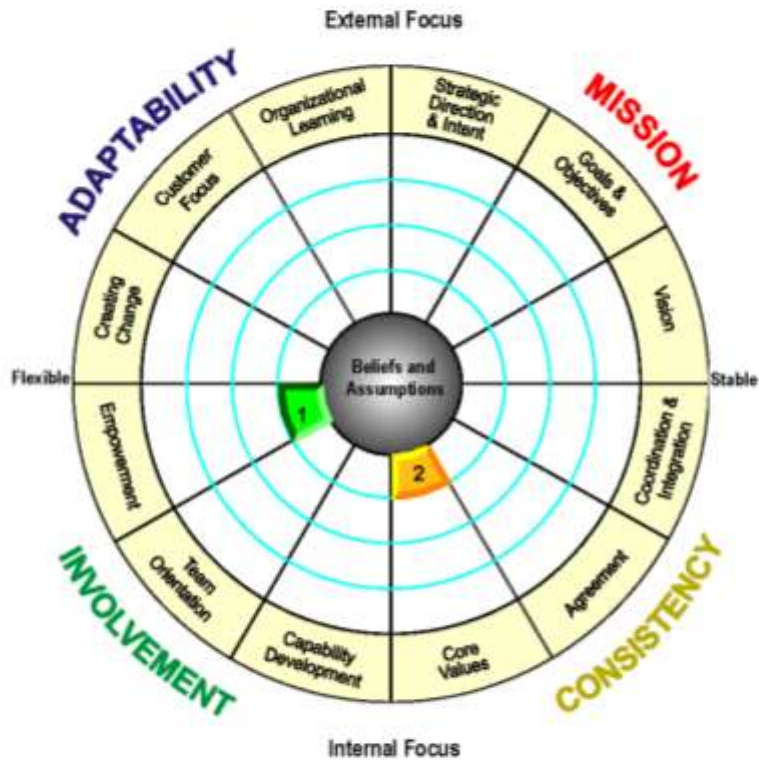 External Focus
ADAPTABILITY
MISSION
Organizational
Learning
Strategic
Direction
& Intent
Customer
Focus
Goals &
Objectives
Creating
Change
Vision
Flexible
Beliefs and
Assumptions
Stable
1
2
Empowerment
Coordination &
Integration
Team
Orientation
Agreement
Capability
Development
Core
Values
INVOLVEMENT
CONSISTENCY
Internal Focus